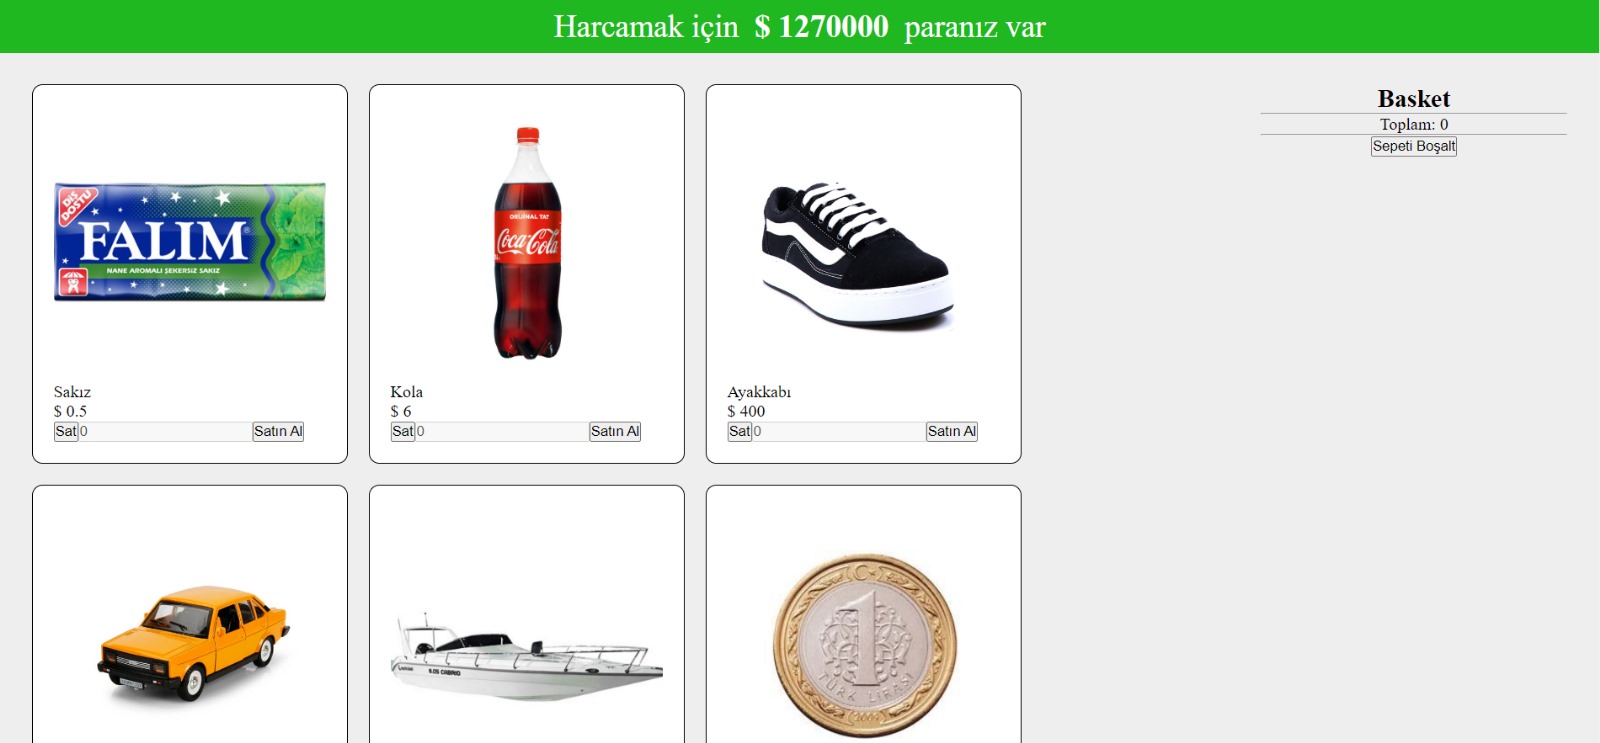 Harcamak için $ 1270000 paranız var
Basket
Toplam: 0
Sepeti Boşalt
DİŞ DOSTU
FALIM
NANE AROMALI ŞEKERSİZ SAKIZ
Sakız
$ 0.5
Sat 0 Satın Al
ORİJİNAL TAT
Coca-Cola
Kola
$ 6
Sat 0 Satın Al
Ayakkabı
$ 400
Sat 0 Satın Al
1
TÜRK LİRASI
2009